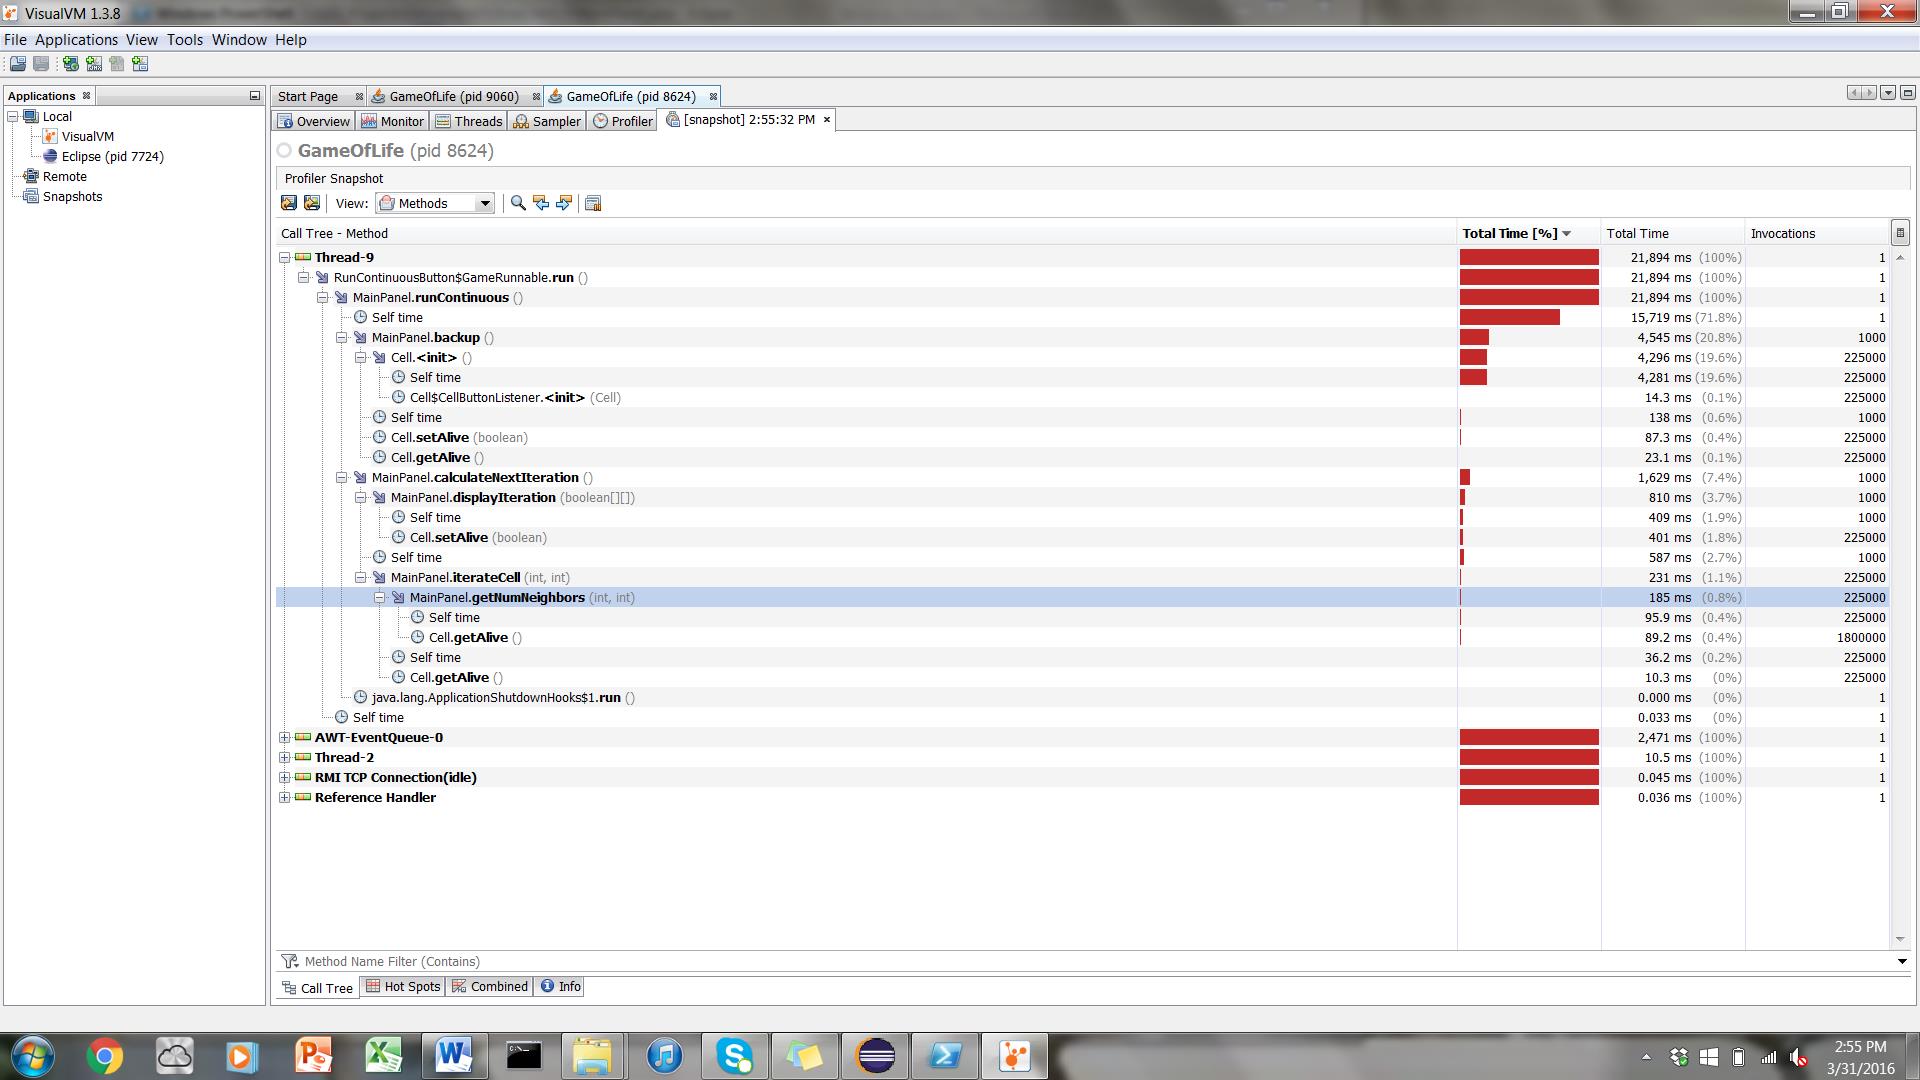 VisualVM 1.3.8
File Applications View Tools Window Help
Applications
Local
VisualVM
Eclipse (pid 7724)
Remote
Snapshots
Start Page GameOfLife (pid 9060) GameOfLife (pid 8624)
Overview Monitor Threads Sampler Profiler [snapshot] 2:55:32 PM
GameOfLife (pid 8624)
Profiler Snapshot
View: Methods
Call Tree - Method Total Time [%] Total Time Invocations
Thread-9 21,894 ms (100%) 1
RunContinuousButton$GameRunnable.run () 21,894 ms (100%) 1
MainPanel.runContinuous () 21,894 ms (100%) 1
Self time 15,719 ms (71.8%) 1
MainPanel.backup () 4,545 ms (20.8%) 1000
Cell.<init> () 4,296 ms (19.6%) 225000
Self time 4,281 ms (19.6%) 225000
Cell$CellButtonListener.<init> (Cell) 14.3 ms (0.1%) 225000
Self time 138 ms (0.6%) 1000
Cell.setAlive (boolean) 87.3 ms (0.4%) 225000
Cell.getAlive () 23.1 ms (0.1%) 225000
MainPanel.calculateNextIteration () 1,629 ms (7.4%) 1000
MainPanel.displayIteration (boolean[][]) 810 ms (3.7%) 1000
Self time 409 ms (1.9%) 1000
Cell.setAlive (boolean) 401 ms (1.8%) 225000
Self time 587 ms (2.7%) 1000
MainPanel.iterateCell (int, int) 231 ms (1.1%) 225000
MainPanel.getNumNeighbors (int, int) 185 ms (0.8%) 225000
Self time 95.9 ms (0.4%) 225000
Cell.getAlive () 89.2 ms (0.4%) 1800000
Self time 36.2 ms (0.2%) 225000
Cell.getAlive () 10.3 ms (0%) 225000
java.lang.ApplicationShutdownHooks$1.run () 0.000 ms (0%) 1
Self time 0.033 ms (0%) 1
AWT-EventQueue-0 2,471 ms (100%) 1
Thread-2 10.5 ms (100%) 1
RMI TCP Connection(idle) 0.045 ms (100%) 1
Reference Handler 0.036 ms (100%) 1
Method Name Filter (Contains)
Call Tree Hot Spots Combined Info
2:55 PM
3/31/2016